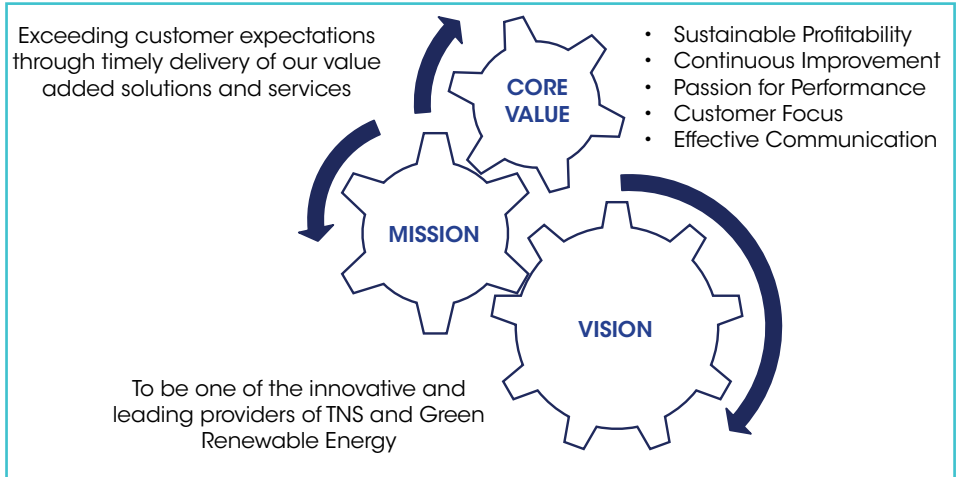 Exceeding customer expectations
through timely delivery of our value
added solutions and services
CORE
VALUE
• Sustainable Profitability
• Continuous Improvement
• Passion for Performance
• Customer Focus
• Effective Communication
MISSION
VISION
To be one of the innovative and
leading providers of TNS and Green
Renewable Energy